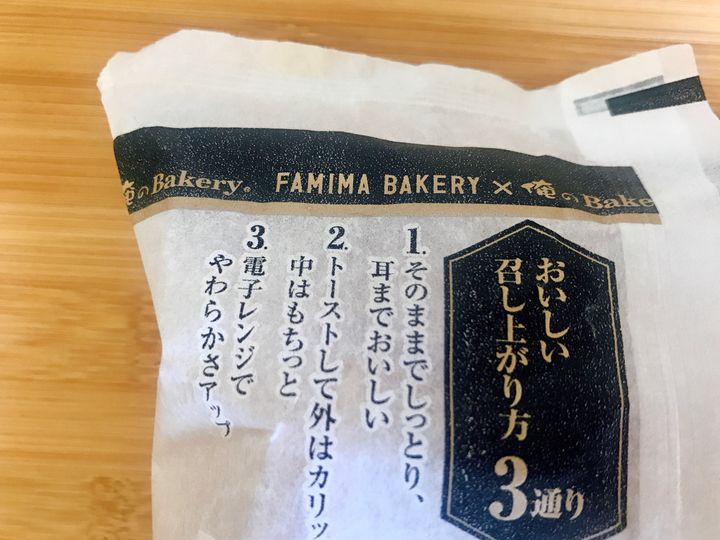 俺のBakery. FAMIMA BAKERY × 俺のBake
おいしい
召し上がり方
3通り
1.そのままでしっとり、
耳までおいしい
2.トーストして外はカリッ
中はもちっと
3.電子レンジで
やわらかさアップ